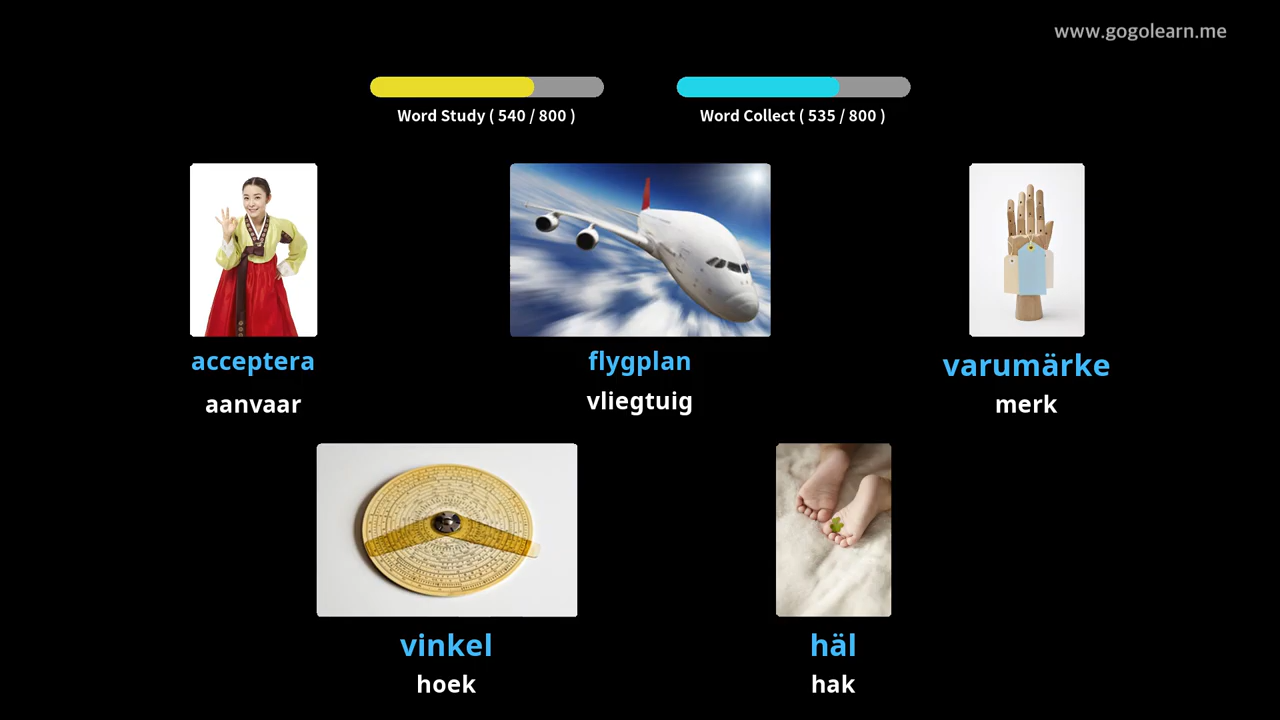 www.gogolearn.me
Word Study ( 540 / 800 )
Word Collect ( 535 / 800 )
acceptera
aanvaar
flygplan
vliegtuig
varumärke
merk
vinkel
hoek
häl
hak